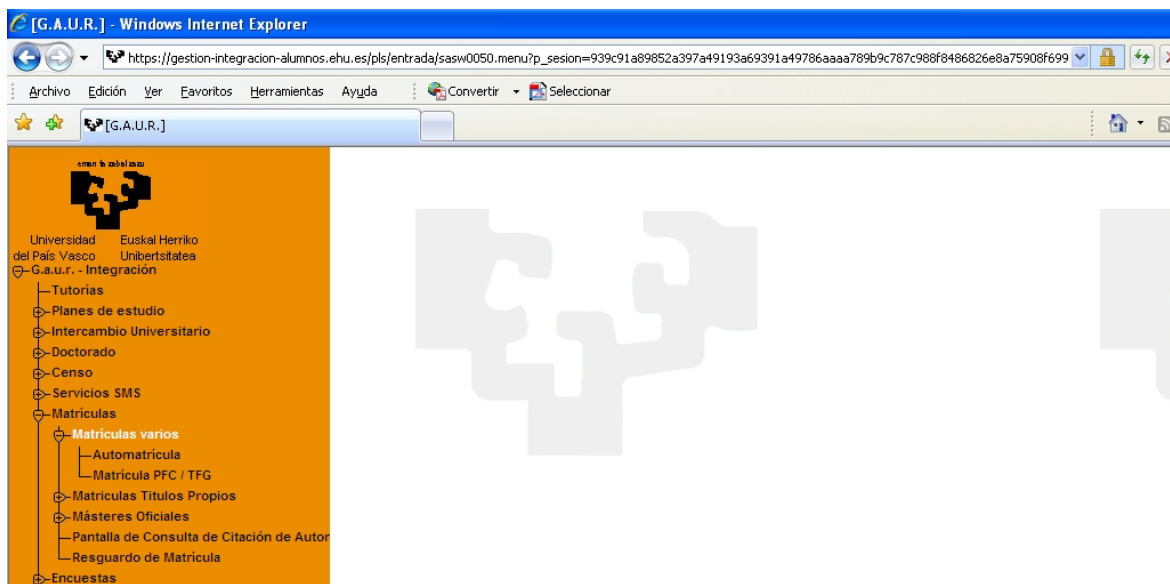 [G.A.U.R.] - Windows Internet Explorer
https://gestion-integracion-alumnos.ehu.es/pls/entrada/sasw0050.menu?p_sesion=939c91a89852a397a49193a69391a49786aaaa789b9c787c988f8486826e8a75908f699
Archivo Edición Ver Favoritos Herramientas Ayuda Convertir Seleccionar
[G.A.U.R.]
Universidad Euskal Herriko
del País Vasco Unibertsitatea
G.a.u.r. - Integración
Tutorias
Planes de estudio
Intercambio Universitario
Doctorado
Censo
Servicios SMS
Matrículas
Matrículas varios
Automatrícula
Matrícula PFC / TFG
Matriculas Titulos Propios
Másteres Oficiales
Pantalla de Consulta de Citación de Autor
Resguardo de Matrícula
Encuestas